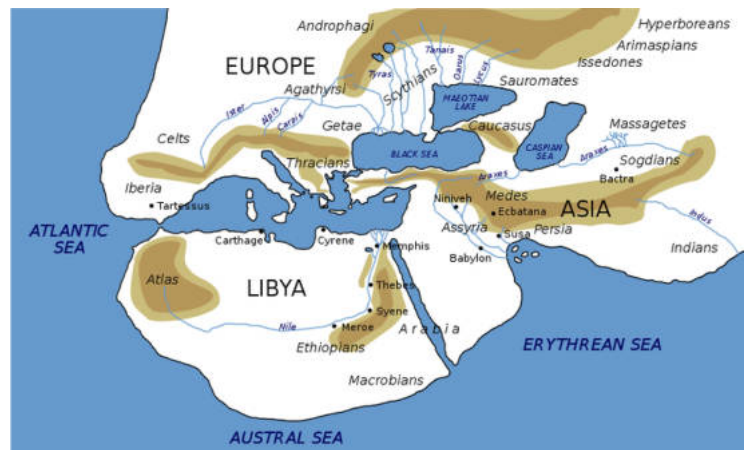 Androphagi
Hyperboreans
Arimaspians
Issedones
Tanais
Oarus
Lycus
Tyras
Scythians
Sauromates
EUROPE
Agathyrsi
MAEOTIAN
LAKE
Ister
Alpis
Carpis
Getae
Caucasus
Massagetes
Celts
BLACK SEA
CASPIAN
SEA
Araxes
Sogdians
Thracians
Bactra
Araxes
Iberia
Tartessus
Niniveh
Medes
Ecbatana
ASIA
Indus
ATLANTIC
SEA
Carthage
Cyrene
Memphis
Assyria
Susa
Persia
Babylon
Indians
Atlas
LIBYA
Thebes
Syene
Nile
Meroe
Arabia
Ethiopians
ERYTHREAN SEA
Macrobians
AUSTRAL SEA